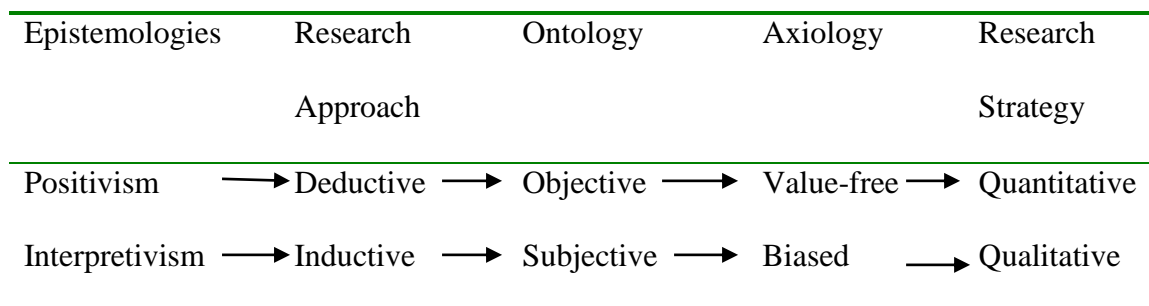 Epistemologies Research Ontology Axiology Research
Approach Strategy
Positivism Deductive Objective Value-free Quantitative
Interpretivism Inductive Subjective Biased Qualitative